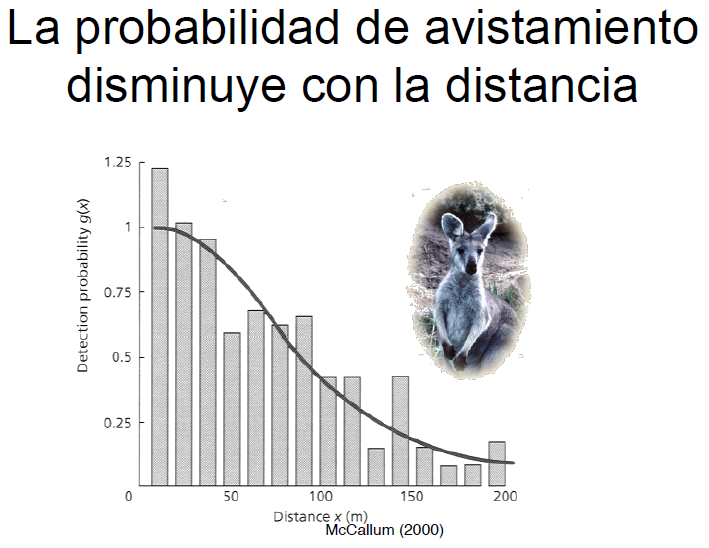 La probabilidad de avistamiento
disminuye con la distancia
1.25
1
0.75
0.5
0.25
0
50
100
150
200
Detection probability g(x)
Distance x (m)
McCallum (2000)